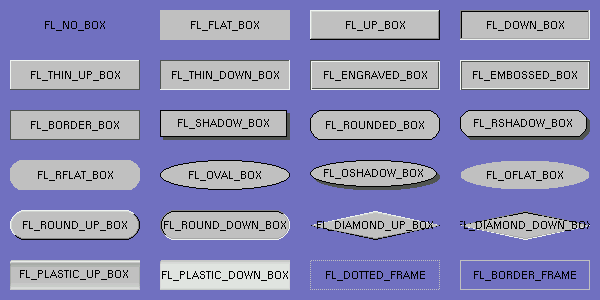 FL_NO_BOX FL_FLAT_BOX FL_UP_BOX FL_DOWN_BOX
FL_THIN_UP_BOX FL_THIN_DOWN_BOX FL_ENGRAVED_BOX FL_EMBOSSED_BOX
FL_BORDER_BOX FL_SHADOW_BOX FL_ROUNDED_BOX FL_RSHADOW_BOX
FL_RFLAT_BOX FL_OVAL_BOX FL_OSHADOW_BOX FL_OFLAT_BOX
FL_ROUND_UP_BOX FL_ROUND_DOWN_BOX FL_DIAMOND_UP_BOX FL_DIAMOND_DOWN_BOX
FL_PLASTIC_UP_BOX FL_PLASTIC_DOWN_BOX FL_DOTTED_FRAME FL_BORDER_FRAME